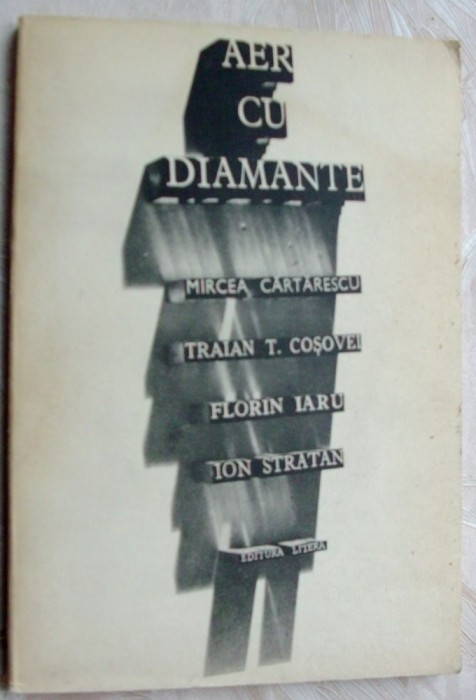 AER
CU
DIAMANTE
MIRCEA CĂRTĂRESCU
TRAIAN T. COȘOVEI
FLORIN IARU
ION STRATAN
EDITURA LITERA